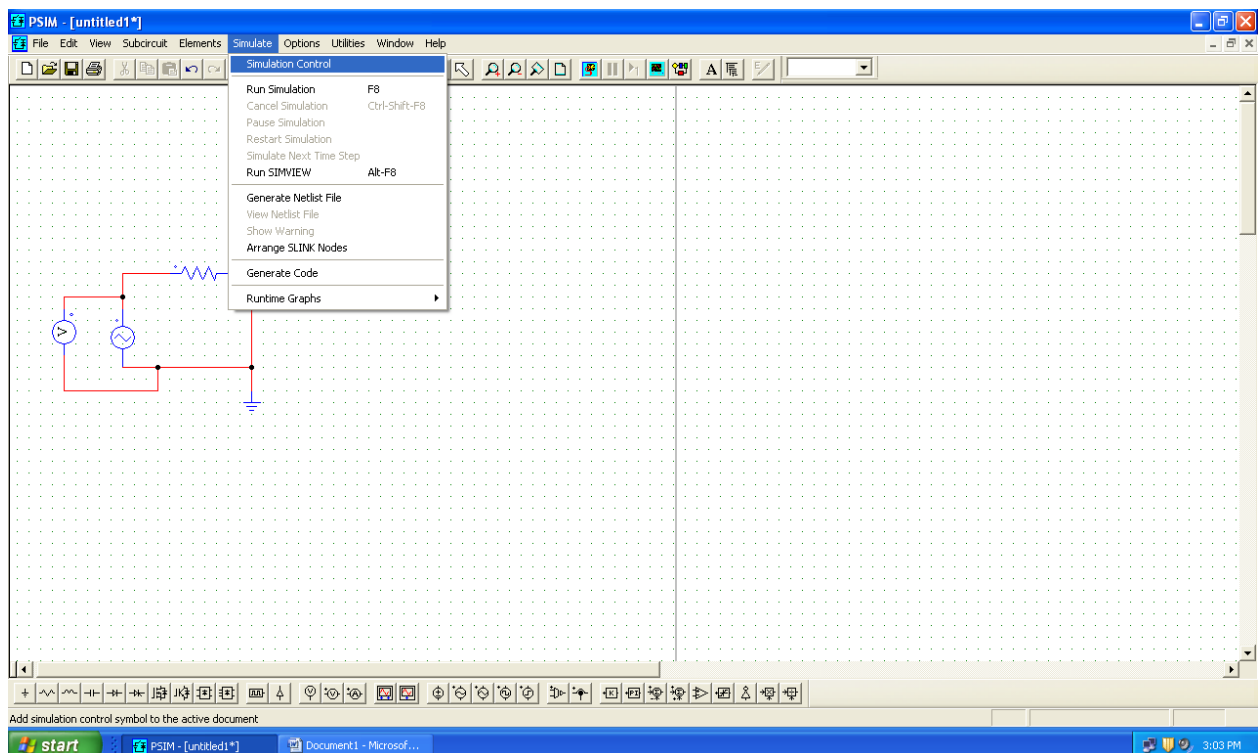 PSIM - [untitled1*]
File Edit View Subcircuit Elements Simulate Options Utilities Window Help
Simulation Control
Run Simulation F8
Cancel Simulation Ctrl-Shift-F8
Pause Simulation
Restart Simulation
Simulate Next Time Step
Run SIMVIEW Alt-F8
Generate Netlist File
View Netlist File
Show Warning
Arrange SLINK Nodes
Generate Code
Runtime Graphs
V
Add simulation control symbol to the active document
start PSIM - [untitled1*] Document1 - Microsof... 3:03 PM